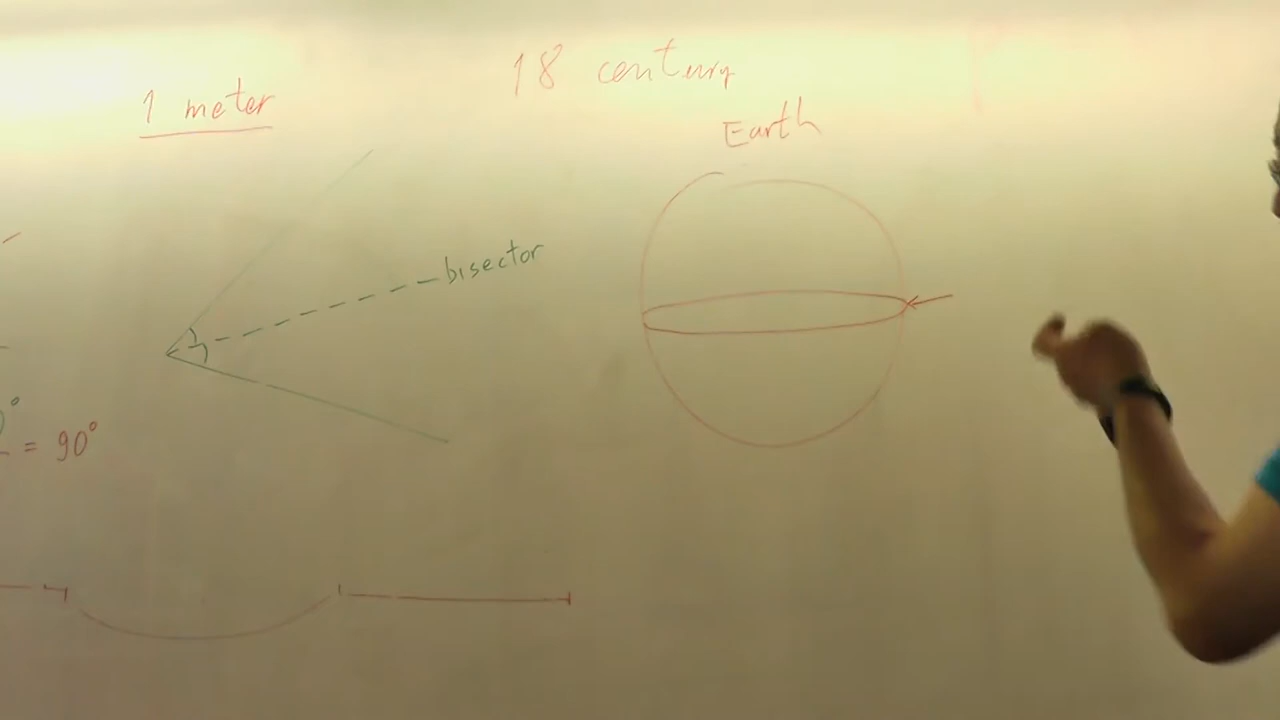 18 century
1 meter
Earth
bisector
= 90°